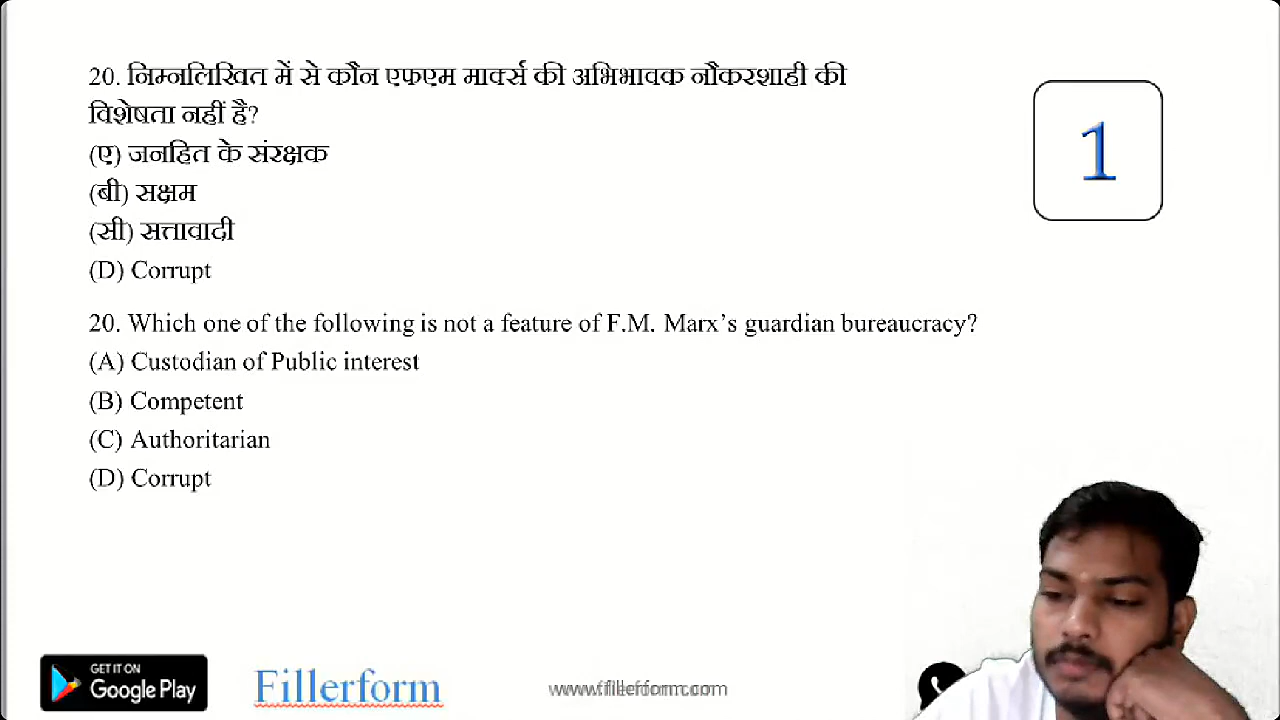 20. निम्नलिखित में से कौन एफएम मार्क्स की अभिभावक नौकरशाही की
विशेषता नहीं है?
(ए) जनहित के संरक्षक
(बी) सक्षम
(सी) सत्तावादी
(D) Corrupt
1
20. Which one of the following is not a feature of F.M. Marx’s guardian bureaucracy?
(A) Custodian of Public interest
(B) Competent
(C) Authoritarian
(D) Corrupt
GET IT ON
Google Play
Fillerform